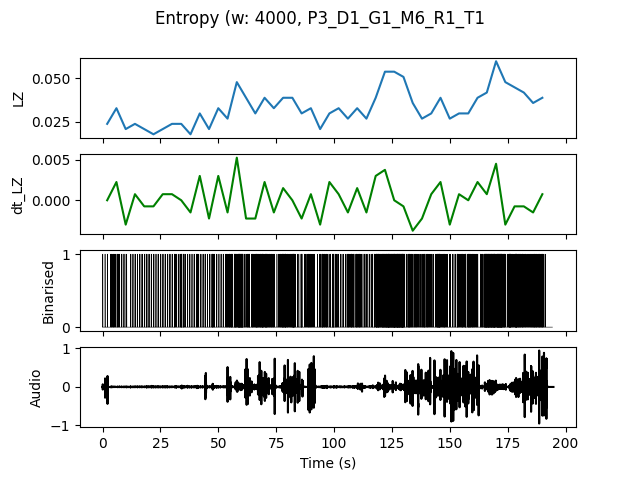 Entropy (w: 4000, P3_D1_G1_M6_R1_T1
0.050
0.025
LZ
0.005
0.000
dt_LZ
1
0
Binarised
1
0
−1
Audio
0 25 50 75 100 125 150 175 200
Time (s)